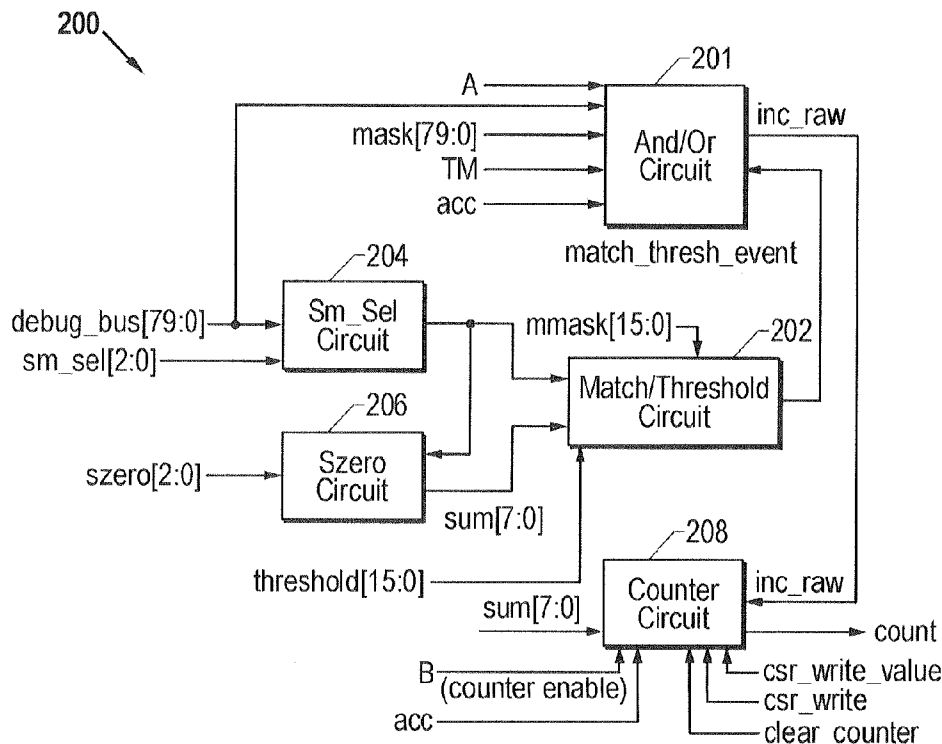 200
201
A
inc_raw
mask[79:0]
And/Or
Circuit
TM
acc
match_thresh_event
204
debug_bus[79:0]
Sm_Sel
Circuit
mmask[15:0]
202
sm_sel[2:0]
Match/Threshold
Circuit
206
szero[2:0]
Szero
Circuit
sum[7:0]
208
threshold[15:0]
Counter
Circuit
inc_raw
sum[7:0]
count
B
(counter enable)
csr_write_value
csr_write
acc
clear_counter